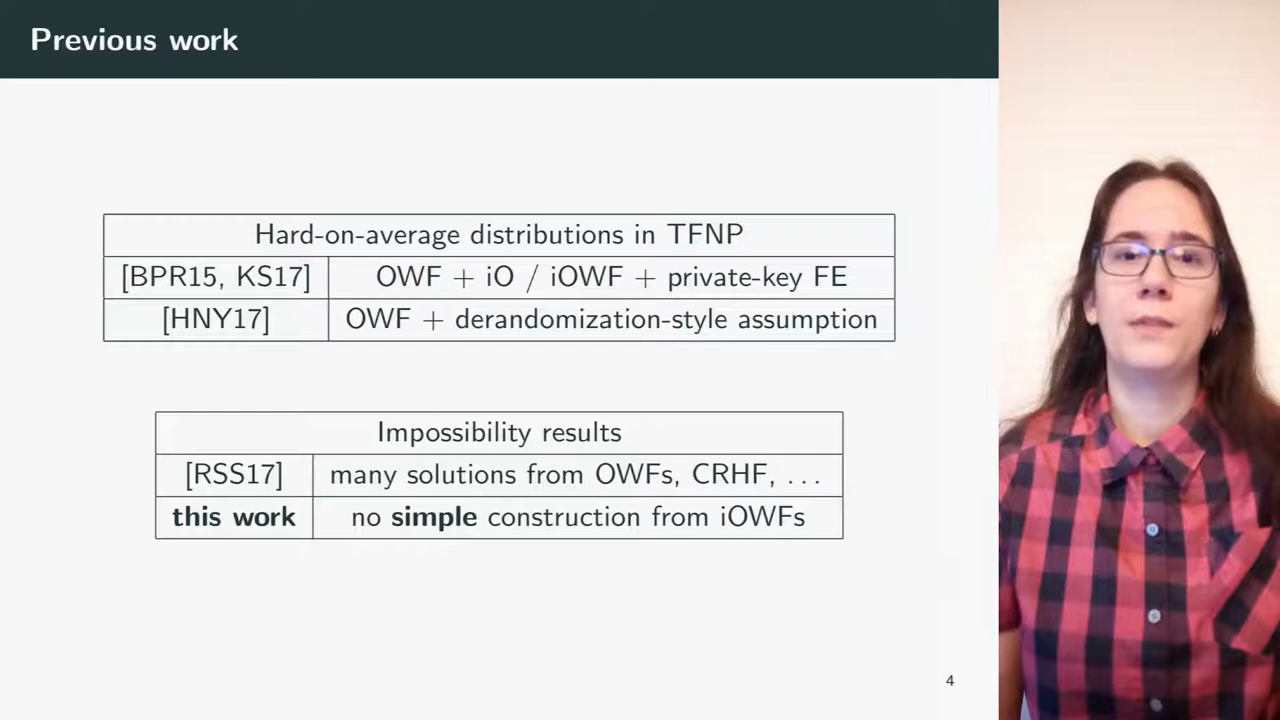 Previous work
Hard-on-average distributions in TFNP
[BPR15, KS17] OWF + iO / iOWF + private-key FE
[HNY17] OWF + derandomization-style assumption
Impossibility results
[RSS17] many solutions from OWFs, CRHF, ...
this work no simple construction from iOWFs
4